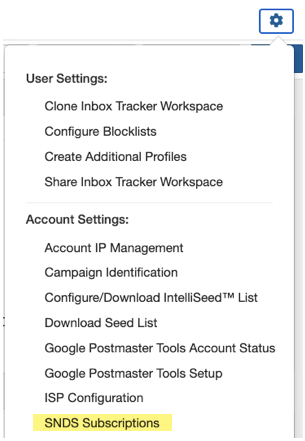 User Settings:
Clone Inbox Tracker Workspace
Configure Blocklists
Create Additional Profiles
Share Inbox Tracker Workspace
Account Settings:
Account IP Management
Campaign Identification
Configure/Download IntelliSeed™ List
Download Seed List
Google Postmaster Tools Account Status
Google Postmaster Tools Setup
ISP Configuration
SNDS Subscriptions